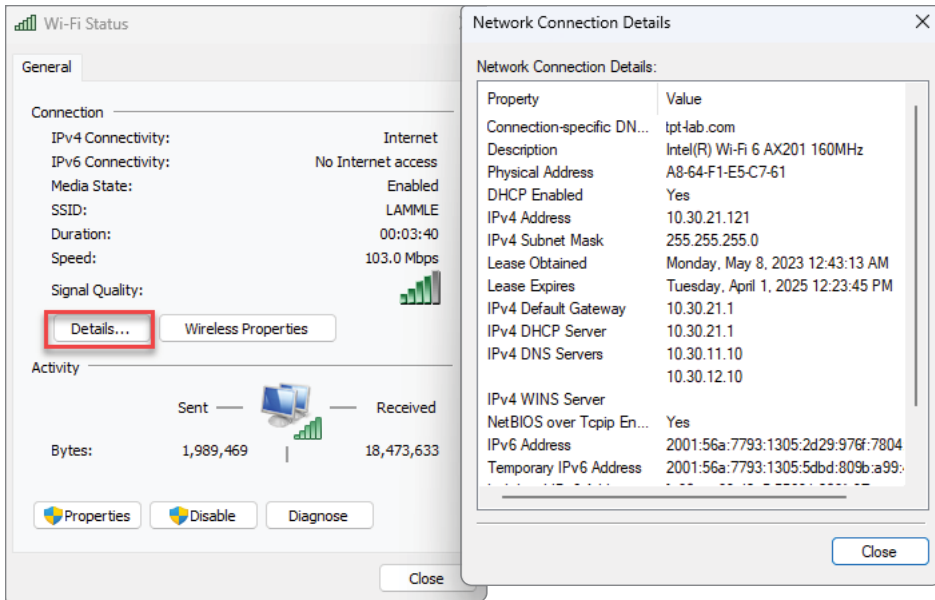 Wi-Fi Status
General
Connection
IPv4 Connectivity: Internet
IPv6 Connectivity: No Internet access
Media State: Enabled
SSID: LAMMLE
Duration: 00:03:40
Speed: 103.0 Mbps
Signal Quality:
Details... Wireless Properties
Activity
Sent Received
Bytes: 1,989,469 18,473,633
Properties Disable Diagnose
Close
Network Connection Details
Network Connection Details:
Property Value
Connection-specific DN... tpt-lab.com
Description Intel(R) Wi-Fi 6 AX201 160MHz
Physical Address A8-64-F1-E5-C7-61
DHCP Enabled Yes
IPv4 Address 10.30.21.121
IPv4 Subnet Mask 255.255.255.0
Lease Obtained Monday, May 8, 2023 12:43:13 AM
Lease Expires Tuesday, April 1, 2025 12:23:45 PM
IPv4 Default Gateway 10.30.21.1
IPv4 DHCP Server 10.30.21.1
IPv4 DNS Servers 10.30.11.10
10.30.12.10
IPv4 WINS Server
NetBIOS over Tcpip En... Yes
IPv6 Address 2001:56a:7793:1305:2d29:976f:7804
Temporary IPv6 Address 2001:56a:7793:1305:5dbd:809b:a99:
Close